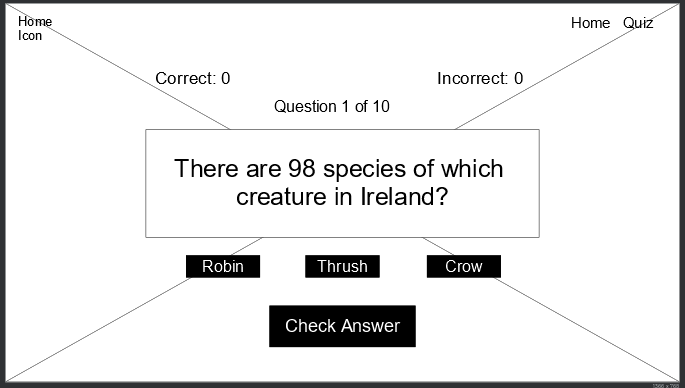 Home
Icon
Home Quiz
Correct: 0
Incorrect: 0
Question 1 of 10
There are 98 species of which
creature in Ireland?
Robin
Thrush
Crow
Check Answer